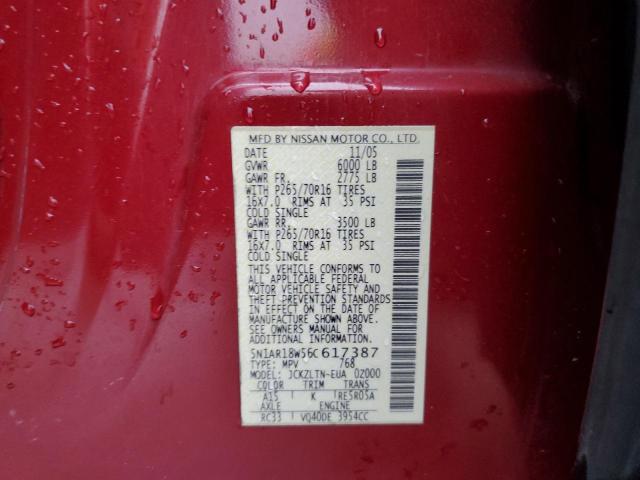 MFD BY NISSAN MOTOR CO., LTD.
DATE 11/05
GVWR 6000 LB
GAWR FR. 2775 LB
WITH P265/70R16 TIRES
16X7.0 RIMS AT 35 PSI
COLD SINGLE
GAWR RR. 3500 LB
WITH P265/70R16 TIRES
16X7.0 RIMS AT 35 PSI
COLD SINGLE
THIS VEHICLE CONFORMS TO
ALL APPLICABLE FEDERAL
MOTOR VEHICLE SAFETY AND
THEFT PREVENTION STANDARDS
IN EFFECT ON THE DATE OF
MANUFACTURE SHOWN ABOVE.
SEE OWNERS MANUAL FOR
ADDITIONAL INFORMATION.
5N1AR18W56C617387
TYPE: MPV 768
MODEL: JCKZLTN-EUA 02000
COLOR TRIM TRANS
A15 K RE5R05A
AXLE ENGINE
RC33 VQ40DE 3954CC